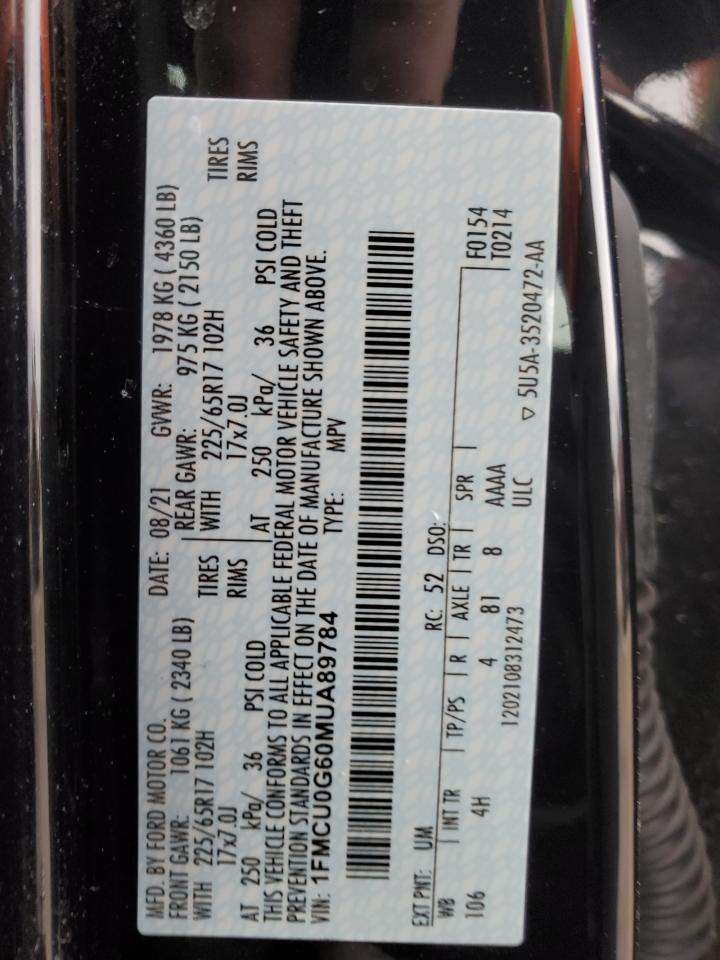 MFD. BY FORD MOTOR CO. DATE: 08/21 GVWR: 1978 KG ( 4360 LB)
FRONT GAWR: 1061 KG ( 2340 LB) REAR GAWR: 975 KG ( 2150 LB)
WITH 225/65R17 102H TIRES WITH 225/65R17 102H TIRES
17x7.0J RIMS 17x7.0J RIMS
AT 250 kPa/ 36 PSI COLD AT 250 kPa/ 36 PSI COLD
THIS VEHICLE CONFORMS TO ALL APPLICABLE FEDERAL MOTOR VEHICLE SAFETY AND THEFT
PREVENTION STANDARDS IN EFFECT ON THE DATE OF MANUFACTURE SHOWN ABOVE.
VIN: 1FMCU0G60MUA89784 TYPE: MPV
EXT PNT: UM RC: 52 DSO:
WB | INT TR | TP/PS | R | AXLE | TR | SPR F0154
106 4H 4 81 8 AAAA T0214
ULC
1202108312473 ▽ 5U5A-3520472-AA